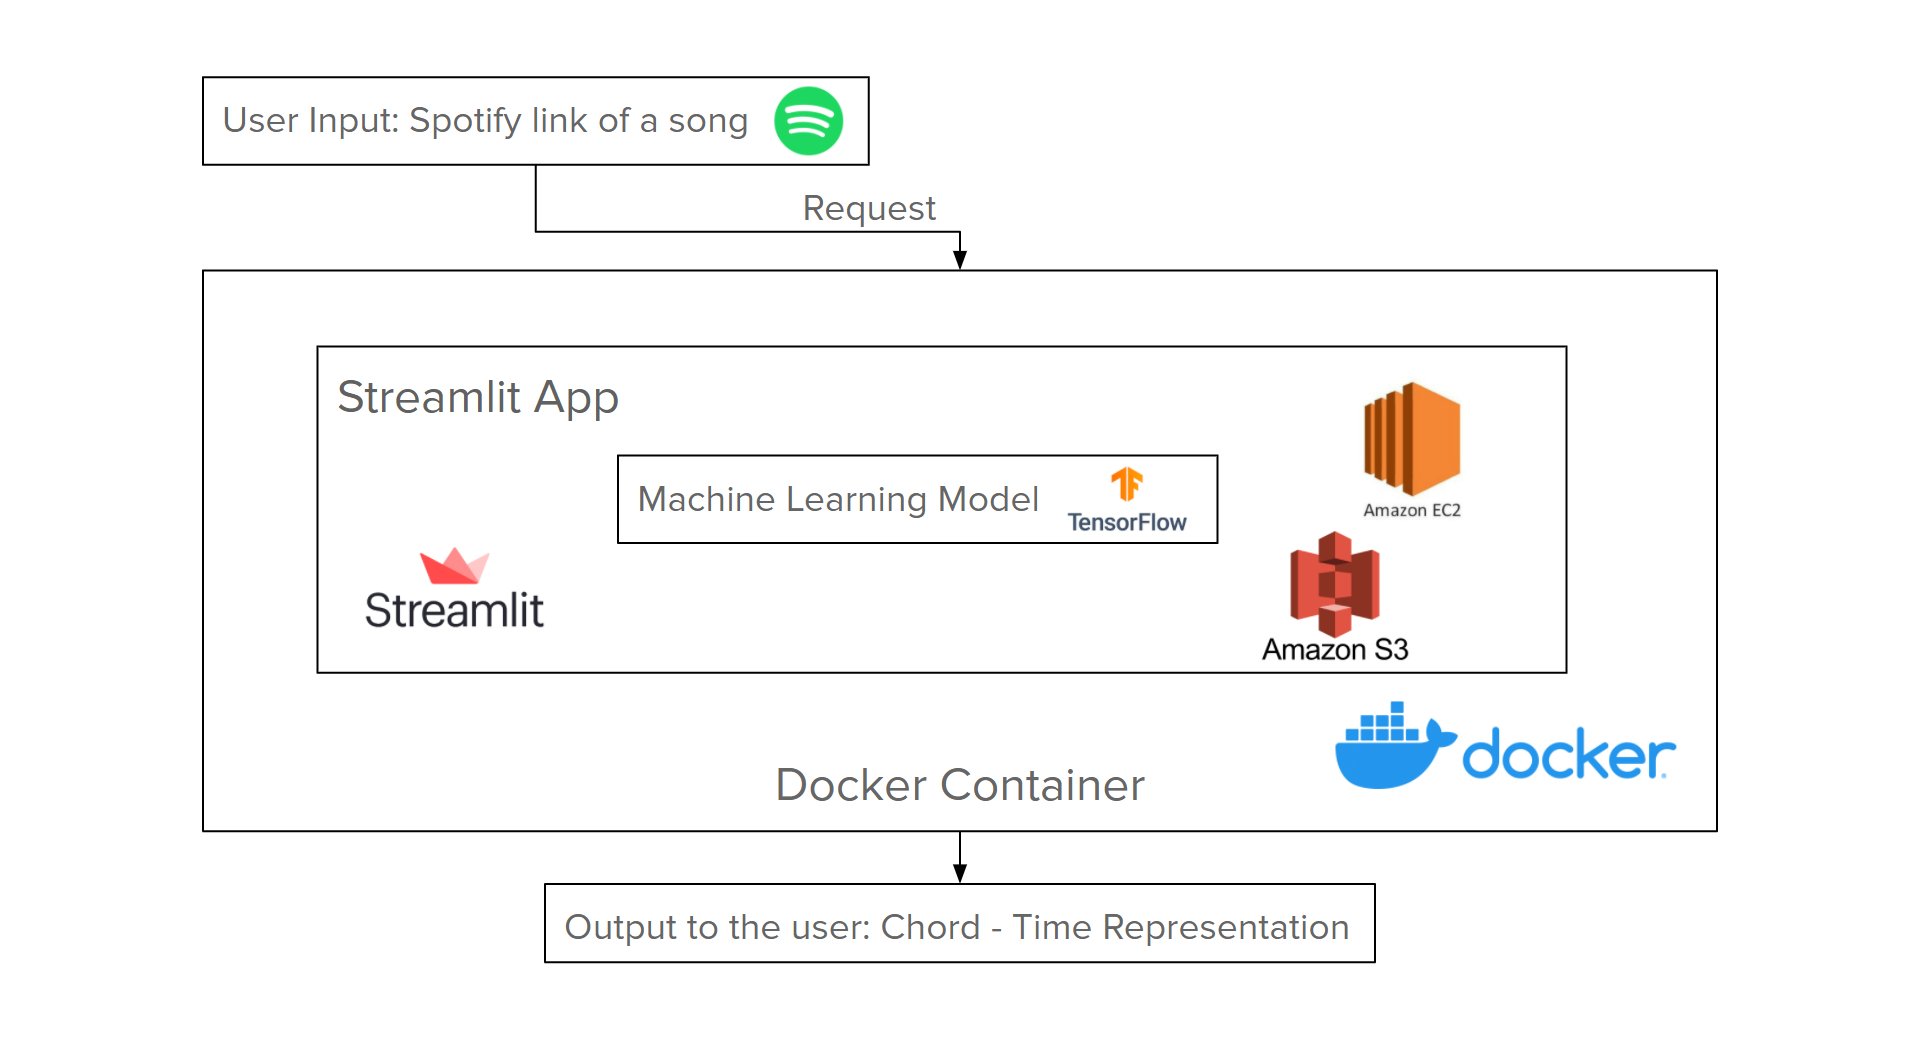 User Input: Spotify link of a song
Request
Streamlit App
Machine Learning Model
TensorFlow
Amazon EC2
Streamlit
Amazon S3
docker
Docker Container
Output to the user: Chord - Time Representation